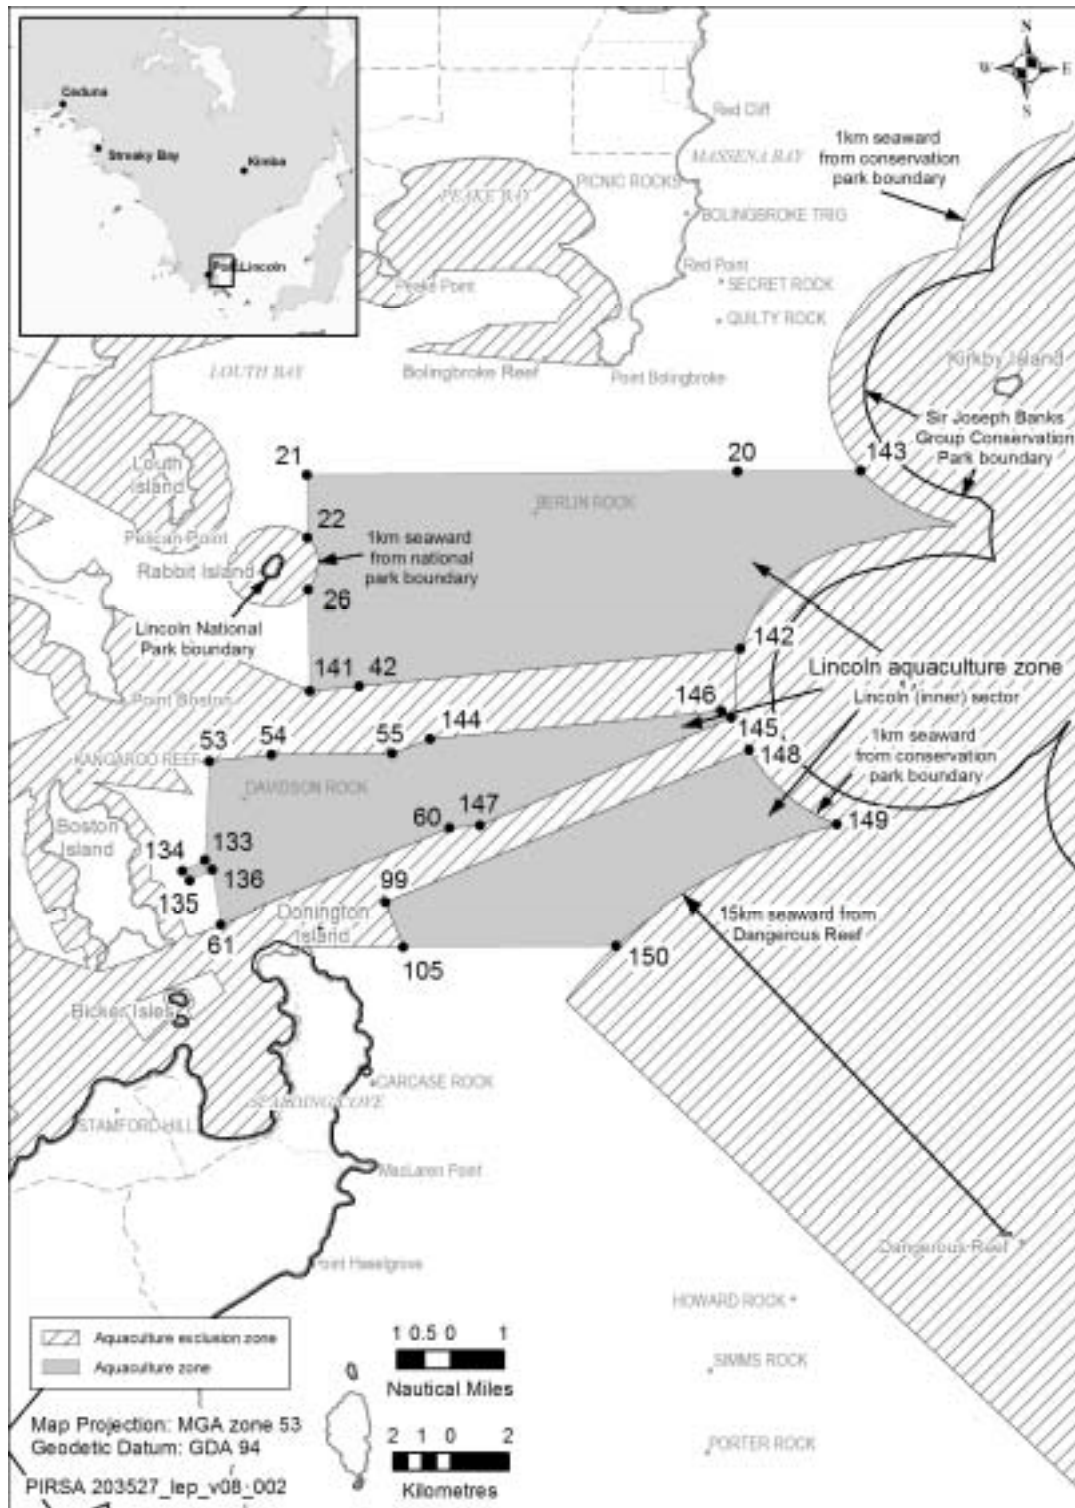 Ceduna
Streaky Bay
Kimba
Port Lincoln
N
W
E
S
Red Cliff
MASSENA BAY
1km seaward
from conservation
park boundary
PEAKE BAY
PICNIC ROCKS
BOLINGBROKE TRIG
Red Point
Peake Point
SECRET ROCK
QUILTY ROCK
LOUTH BAY
Bolingbroke Reef
Point Bolingbroke
Kirkby Island
Sir Joseph Banks
Group Conservation
Park boundary
Louth
Island
21
20
143
BERLIN ROCK
22
Pelican Point
1km seaward
from national
park boundary
Rabbit Island
26
Lincoln National
Park boundary
142
141
42
Lincoln aquaculture zone
Lincoln (inner) sector
Point Boston
146
145
144
55
54
53
148
1km seaward
from conservation
park boundary
KANGAROO REEF
DAVIDSON ROCK
Boston
Island
60
147
149
133
134
136
135
99
61
Donington
Island
15km seaward from
Dangerous Reef
105
150
Bicker Isles
CARCASE ROCK
SPALDING COVE
STAMFORD HILL
MacLaren Point
Dangerous Reef
Point Haselgrove
HOWARD ROCK
Aquaculture exclusion zone
Aquaculture zone
1 0.5 0 1
Nautical Miles
SIMMS ROCK
Map Projection: MGA zone 53
Geodetic Datum: GDA 94
2 1 0 2
Kilometres
PORTER ROCK
PIRSA 203527_lep_v08_002